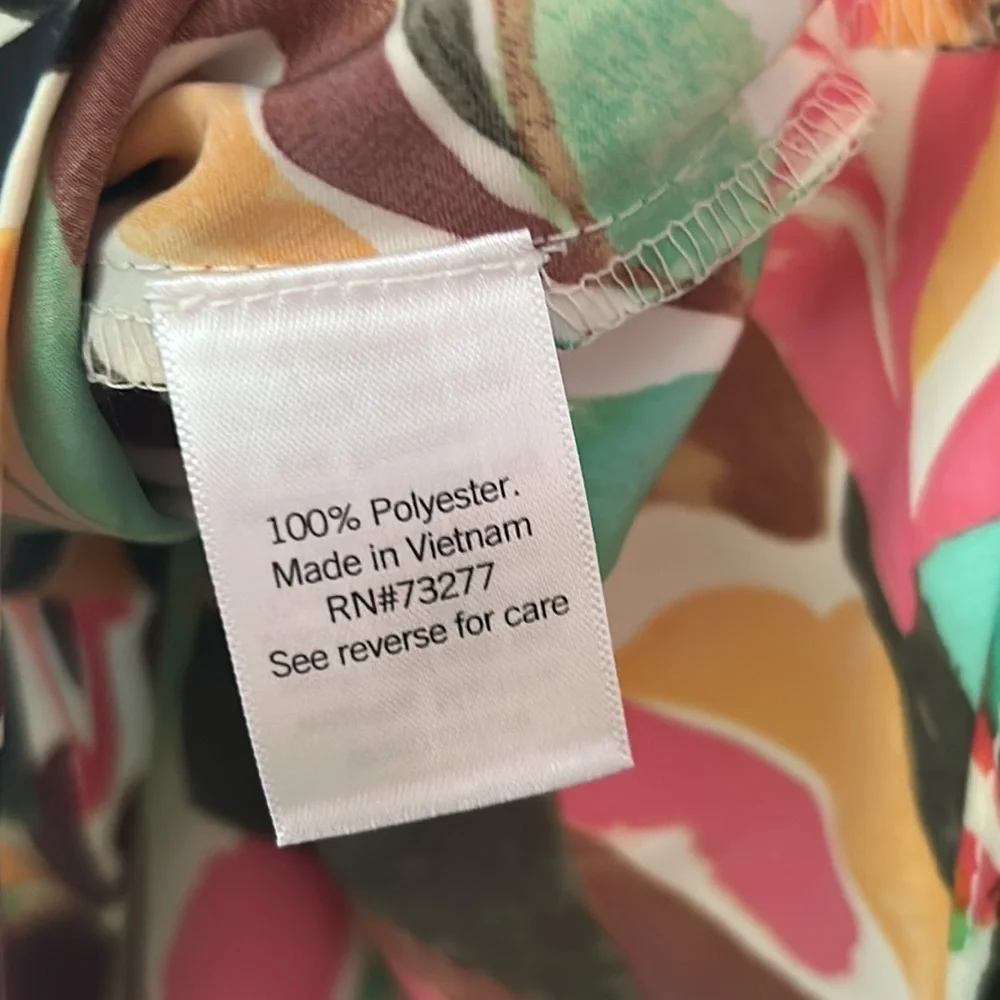 100% Polyester.
Made in Vietnam
RN#73277
See reverse for care